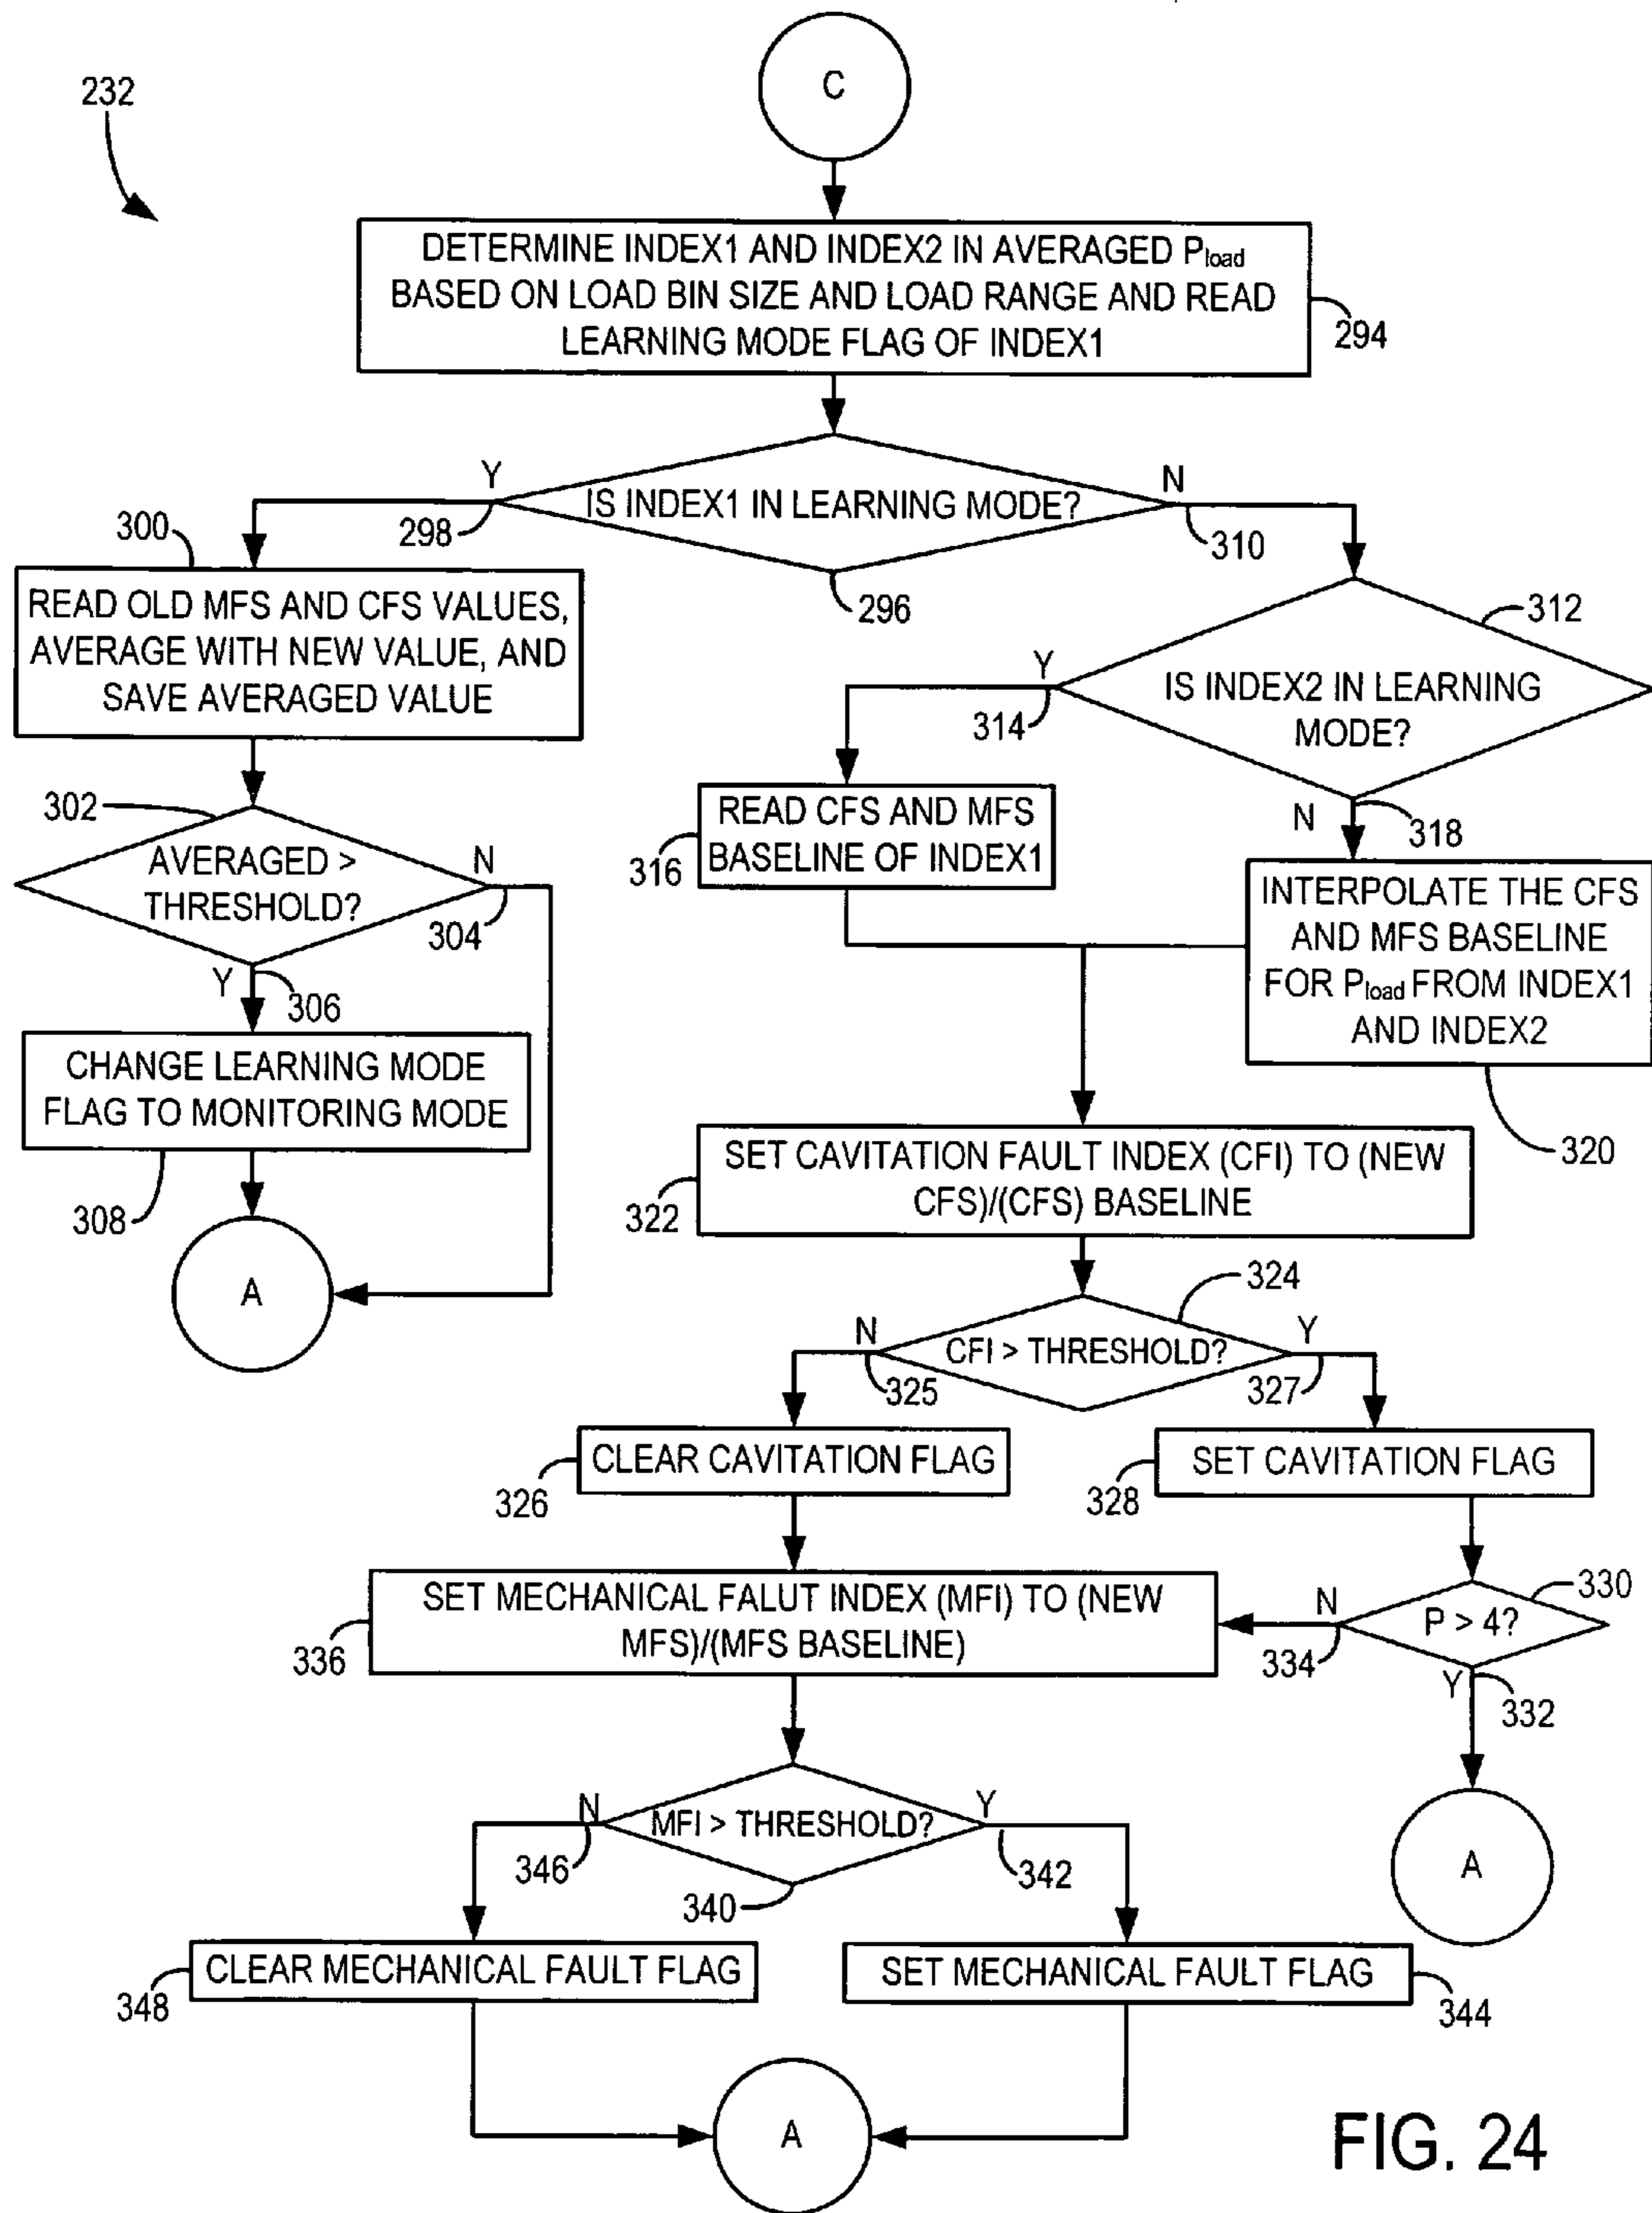 C
232
DETERMINE INDEX1 AND INDEX2 IN AVERAGED Pload
BASED ON LOAD BIN SIZE AND LOAD RANGE AND READ
LEARNING MODE FLAG OF INDEX1
294
Y
IS INDEX1 IN LEARNING MODE?
N
298
310
296
300
READ OLD MFS AND CFS VALUES,
AVERAGE WITH NEW VALUE, AND
SAVE AVERAGED VALUE
302
AVERAGED >
THRESHOLD?
N
304
Y
306
CHANGE LEARNING MODE
FLAG TO MONITORING MODE
308
A
312
IS INDEX2 IN LEARNING
MODE?
Y
314
N
318
READ CFS AND MFS
BASELINE OF INDEX1
316
INTERPOLATE THE CFS
AND MFS BASELINE
FOR Pload FROM INDEX1
AND INDEX2
320
SET CAVITATION FAULT INDEX (CFI) TO (NEW
CFS)/(CFS) BASELINE
322
324
N
CFI > THRESHOLD?
Y
325
327
CLEAR CAVITATION FLAG
326
SET CAVITATION FLAG
328
330
P > 4?
N
334
Y
332
A
SET MECHANICAL FALUT INDEX (MFI) TO (NEW
MFS)/(MFS BASELINE)
336
N
MFI > THRESHOLD?
Y
346
342
340
CLEAR MECHANICAL FAULT FLAG
348
SET MECHANICAL FAULT FLAG
344
A
FIG. 24